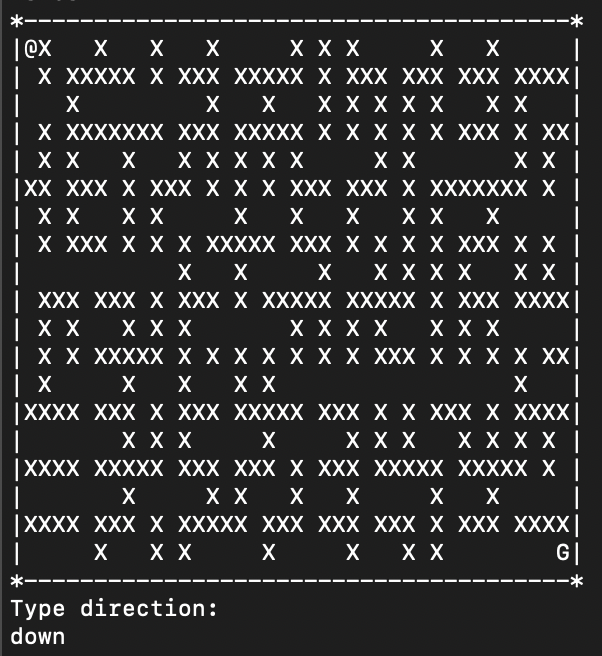 *---------------------------------------*
|@X   X   X   X     X X X     X   X     |
| X XXXXX X XXX XXXXX X XXX XXX XXX XXXX|
|   X         X   X   X X X X X   X X   |
| X XXXXXXX XXX XXXXX X X X X X XXX X XX|
| X X   X   X X X X X     X X       X X |
|XX XXX X XXX X X X XXX XXX X XXXXXXX X |
| X X   X X     X   X   X   X X   X     |
| X XXX X X X XXXXX XXX X X X X XXX X X |
|           X   X     X   X X X X   X X |
| XXX XXX X XXX X XXXXX XXXXX X XXX XXXX|
| X X   X X X       X X X X   X X X     |
| X X XXXXX X X X X X X X XXX X X X X XX|
| X     X   X   X X                 X   |
|XXXX XXX X XXX XXXXX XXX X X XXX X XXXX|
|       X X X     X     X X X   X X X X |
|XXXX XXXXX XXX XXX X XXX XXXXX XXXXX X |
|       X     X X   X   X     X   X     |
|XXXX XXX X XXXXX XXX XXX XXX X XXX XXXX|
|     X   X X     X     X   X X        G|
*---------------------------------------*
Type direction:
down